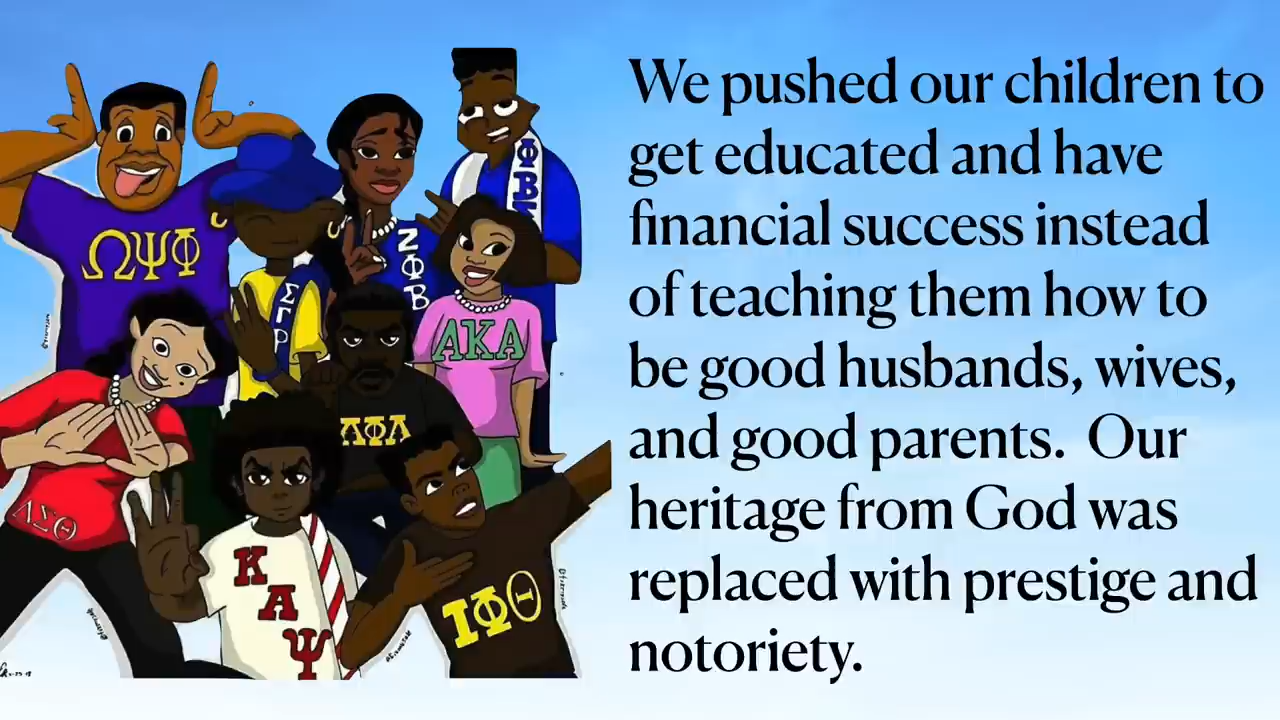 We pushed our children to
get educated and have
financial success instead
of teaching them how to
be good husbands, wives,
and good parents. Our
heritage from God was
replaced with prestige and
notoriety.
ΩΨΦ
ΣΓΡ
ΖΦΒ
ΦΒ
ΑΚΑ
ΑΦΑ
ΛΣΘ
ΚΑΨ
ΙΦΘ